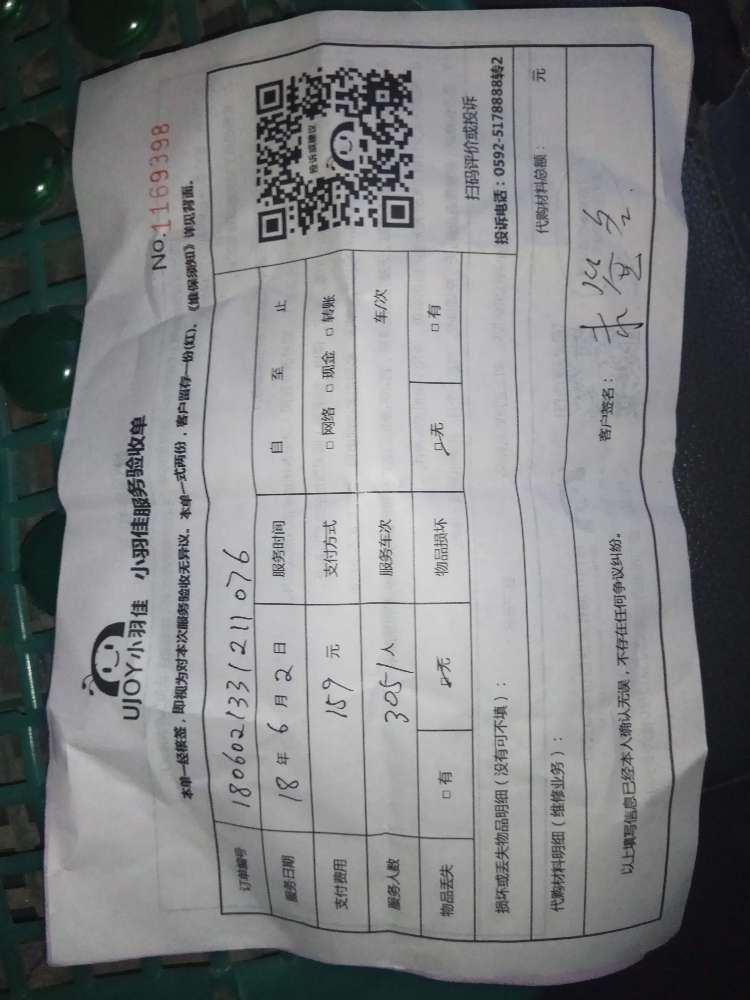 UJOY小羽佳 小羽佳服务验收单
No:1169398
本单一经接签，即视为对本次服务验收无异议。本单一式两份，客户留存一份(红)。《维保须知》详见背面。
订单编号 180602133121 1076
服务日期 18 年 6 月 2 日 服务时间 自 至 止
支付费用 159 元 支付方式 □ 网络 □ 现金 □ 转账
服务人数 3051 人 服务车次 车/次
物品丢失 □ 有 □ 无 物品损坏 □ 无 □ 有
投诉或建议
扫码评价或投诉
投诉电话：0592-5178888转2
损坏或丢失物品明细（没有可不填）：
代购材料明细（维修业务）： 代购材料总额： 元
以上填写信息已经本人确认无误，不存在任何争议纠纷。 客户签名：